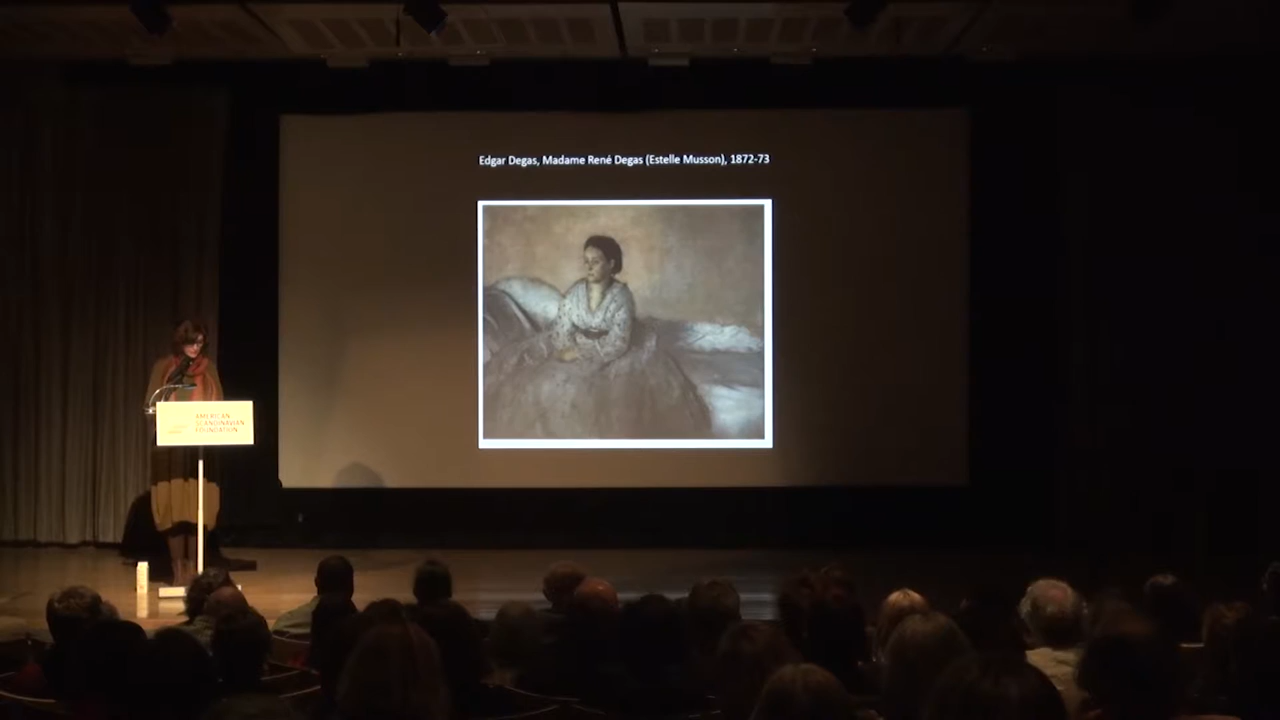 Edgar Degas, Madame René Degas (Estelle Musson), 1872-73
AMERICAN
SCANDINAVIAN
FOUNDATION